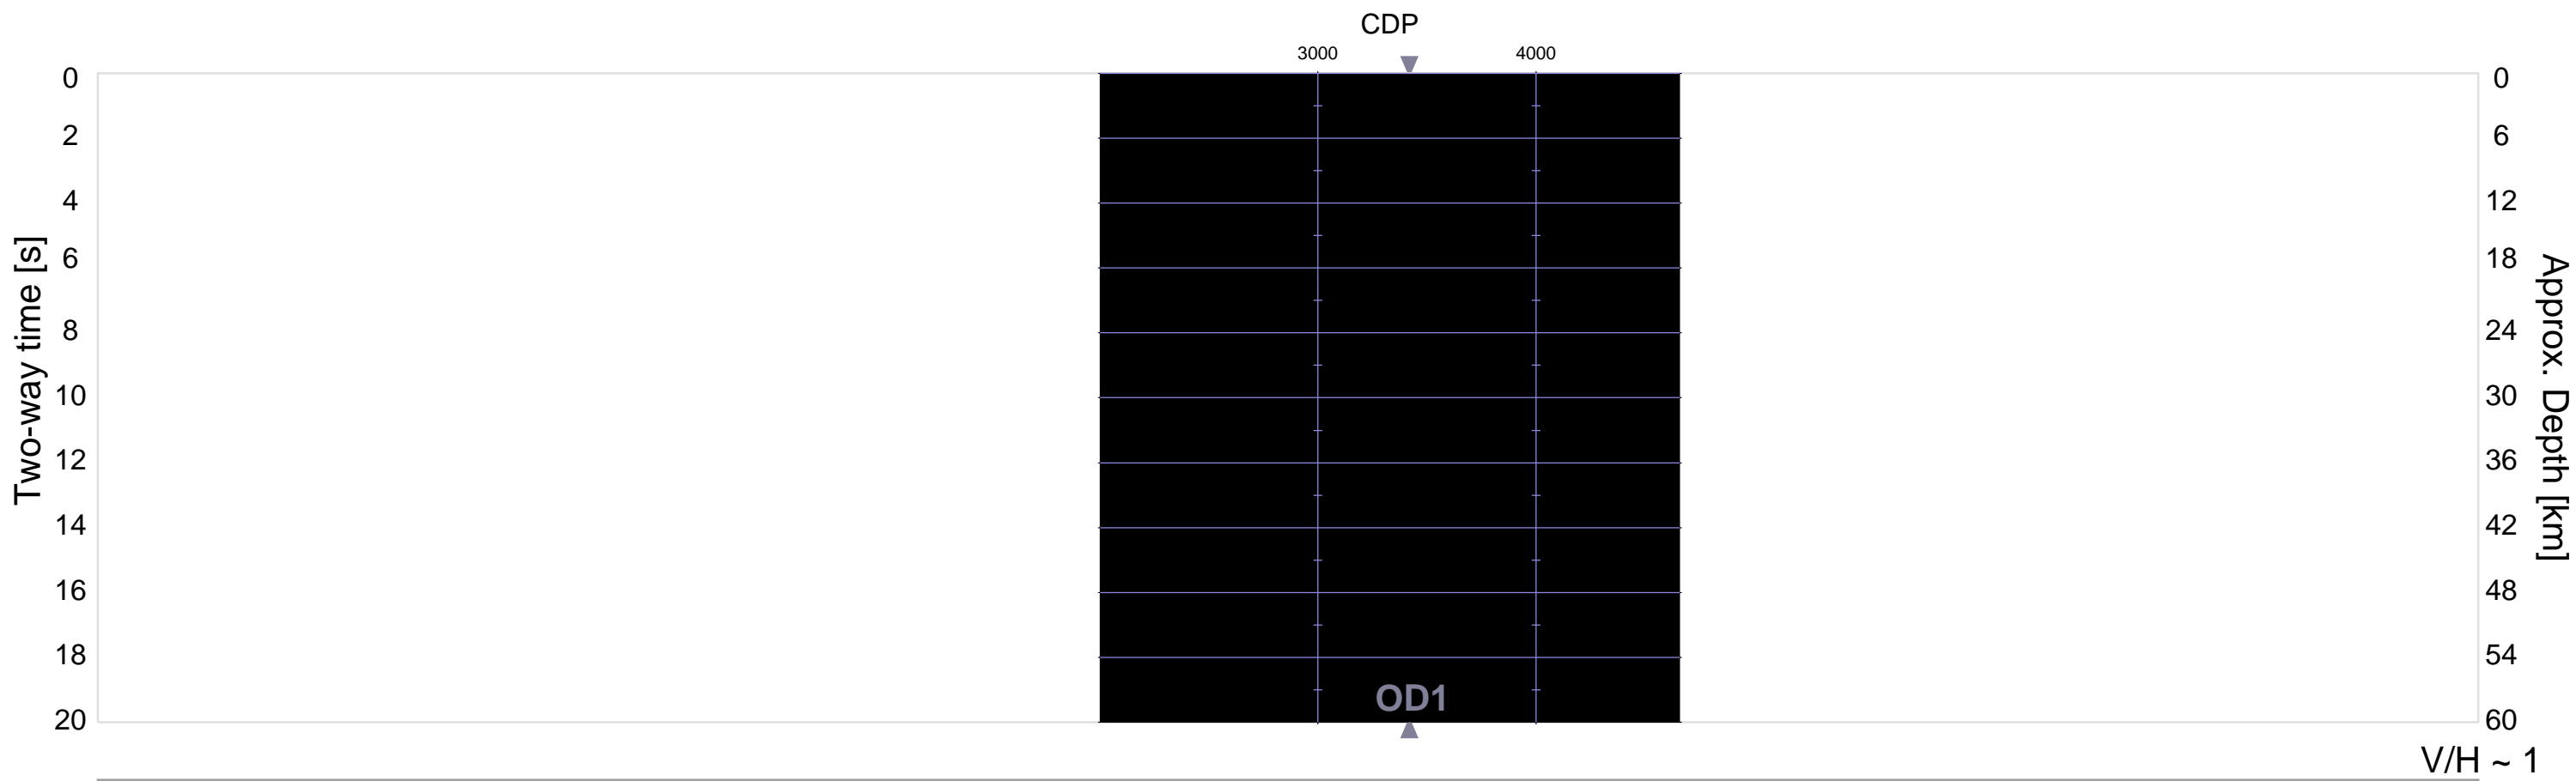 CDP
3000 4000
0 0
2 6
4 12
6 18
8 24
10 30
12 36
14 42
16 48
18 54
20 60
Two-way time [s]
Approx. Depth [km]
OD1
V/H ~ 1